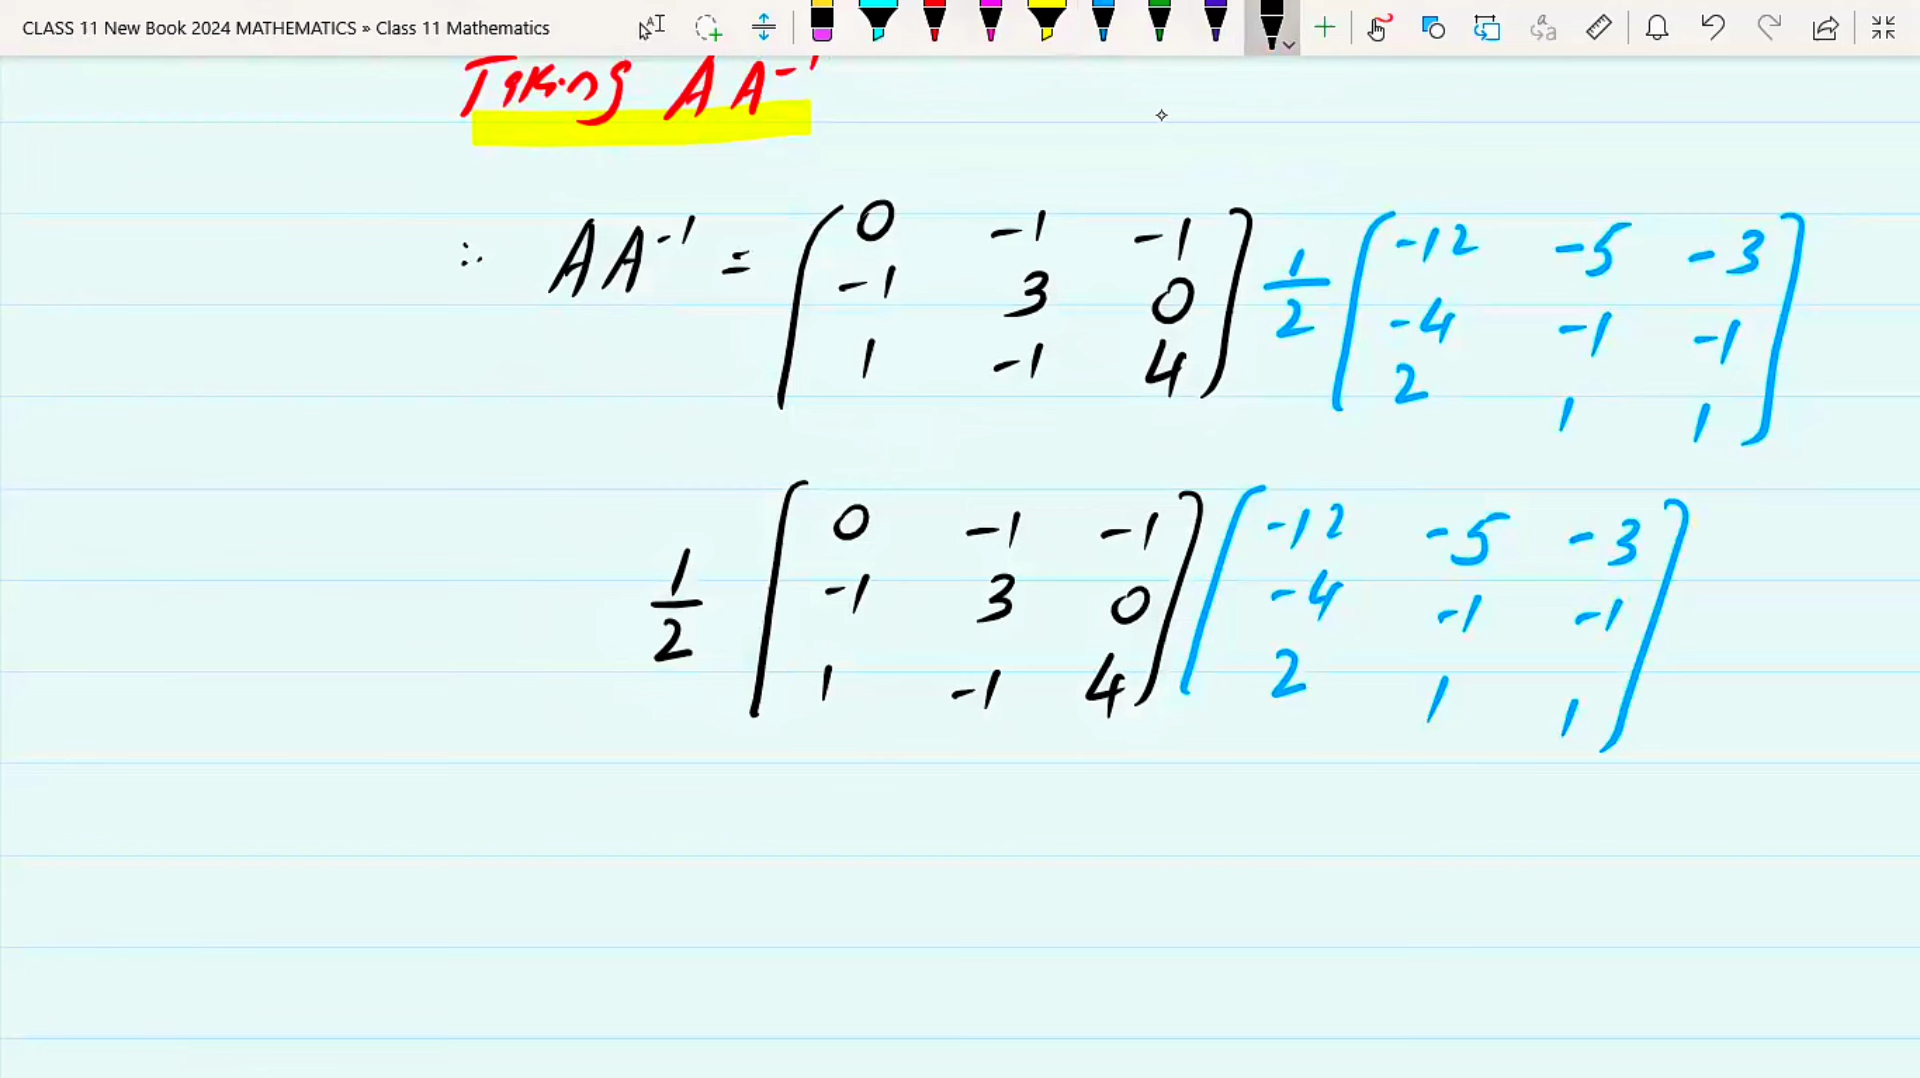 CLASS 11 New Book 2024 MATHEMATICS » Class 11 Mathematics
Taking AA⁻¹
∴ AA⁻¹ = [0 -1 -1] 1/2 [-12 -5 -3]
[-1 3 0] [-4 -1 -1]
[1 -1 4] [2 1 1]
1/2 [0 -1 -1] [-12 -5 -3]
[-1 3 0] [-4 -1 -1]
[1 -1 4] [2 1 1]